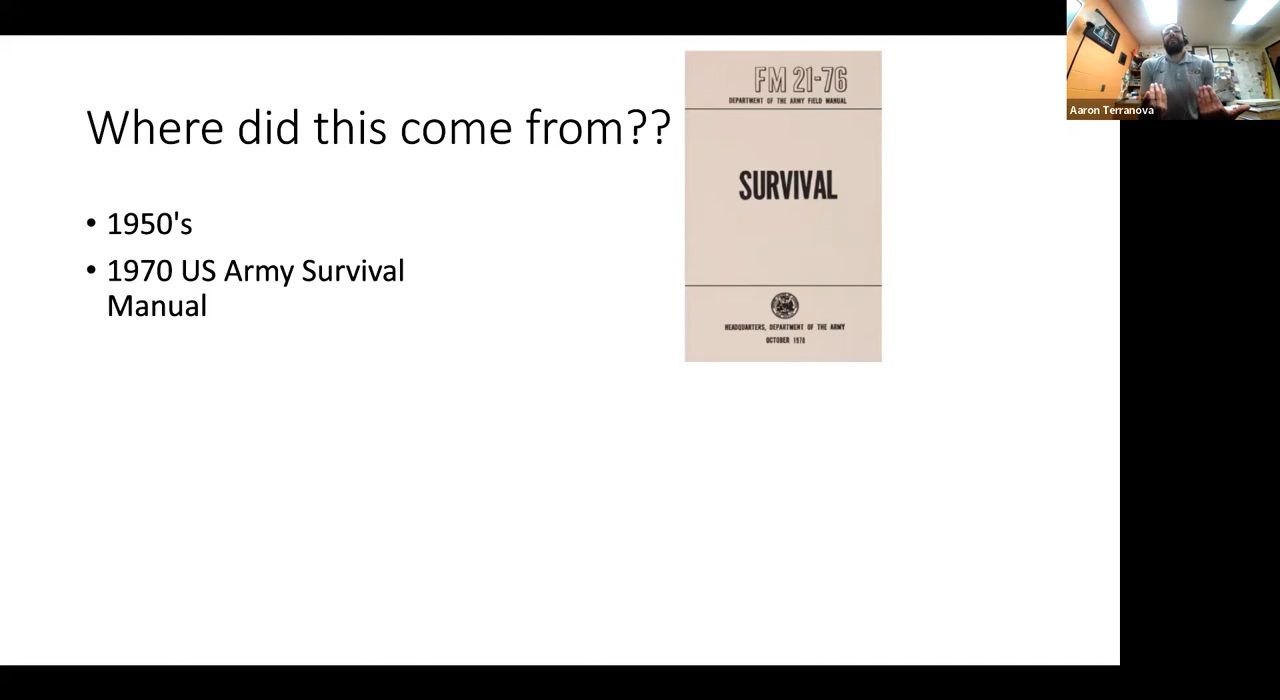 Where did this come from??
• 1950's
• 1970 US Army Survival
Manual
FM 21-76
DEPARTMENT OF THE ARMY FIELD MANUAL
SURVIVAL
HEADQUARTERS, DEPARTMENT OF THE ARMY
OCTOBER 1970
Aaron Terranova